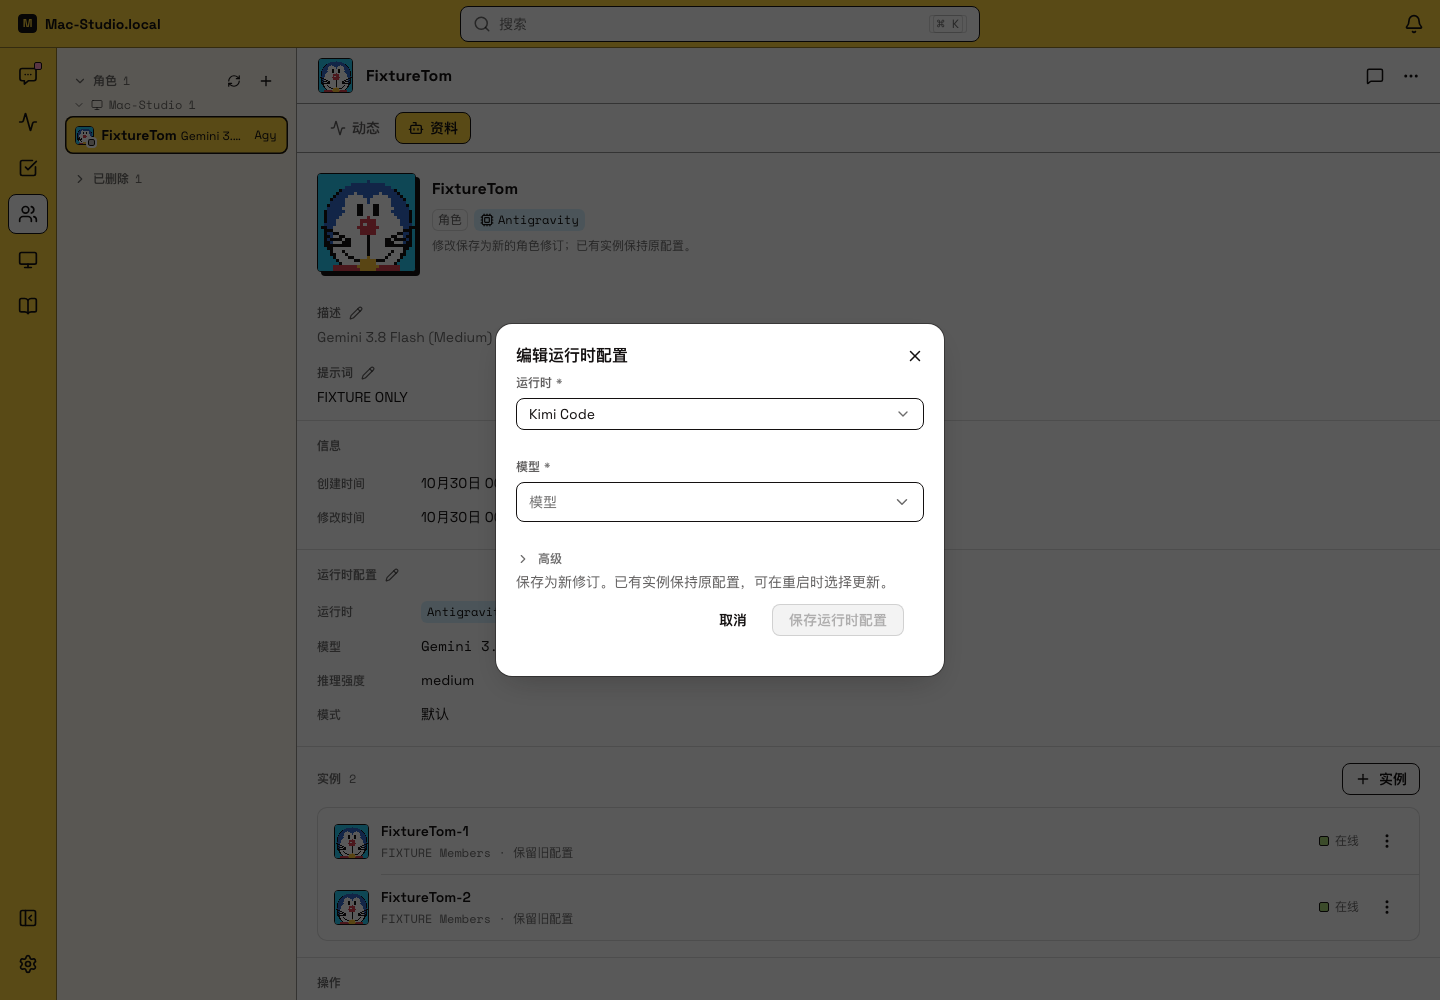 M Mac-Studio.local
搜索
⌘ K
角色 1
Mac-Studio 1
FixtureTom Gemini 3.... Agy
已删除 1
FixtureTom
动态
资料
FixtureTom
角色
Antigravity
修改保存为新的角色修订；已有实例保持原配置。
描述
Gemini 3.8 Flash (Medium)
提示词
FIXTURE ONLY
信息
创建时间
10月30日 0
修改时间
10月30日 0
运行时配置
运行时
Antigravi
模型
Gemini 3.
推理强度
medium
模式
默认
编辑运行时配置
运行时 *
Kimi Code
模型 *
模型
高级
保存为新修订。已有实例保持原配置，可在重启时选择更新。
取消
保存运行时配置
实例 2
实例
FixtureTom-1
FIXTURE Members · 保留旧配置
在线
FixtureTom-2
FIXTURE Members · 保留旧配置
在线
操作